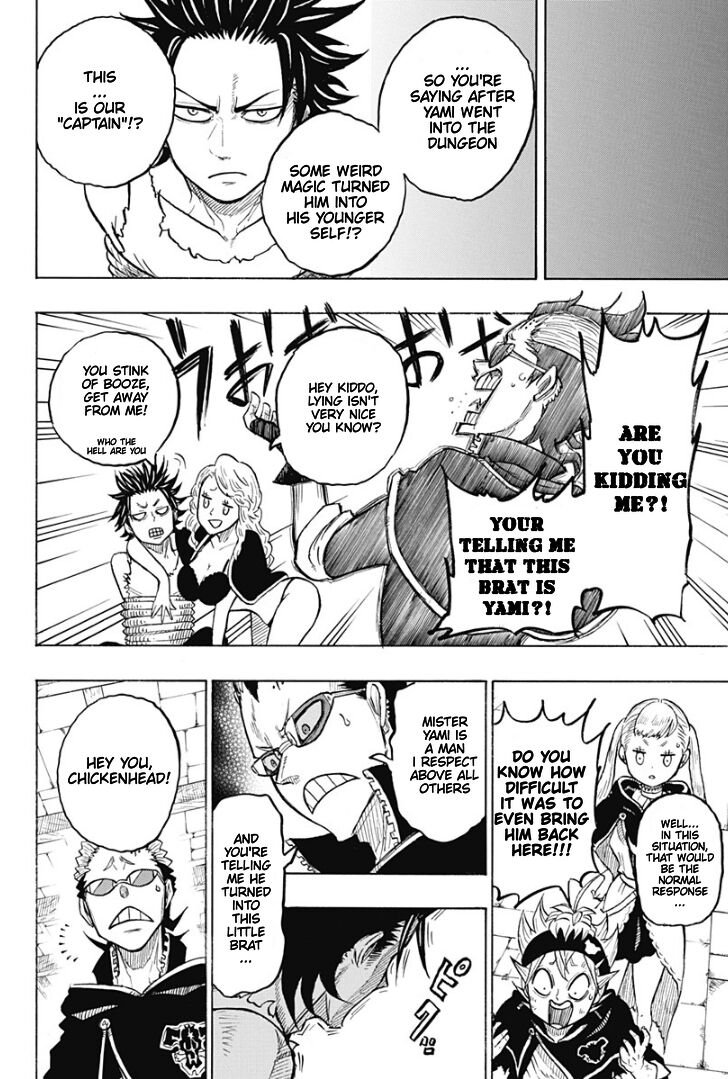 ...
SO YOU'RE
SAYING AFTER
YAMI WENT
INTO THE
DUNGEON
SOME WEIRD
MAGIC TURNED
HIM INTO
HIS YOUNGER
SELF!?
THIS
...
IS OUR
"CAPTAIN"!?
ARE
YOU
KIDDING
ME?!
YOUR
TELLING ME
THAT THIS
BRAT IS
YAMI?!
HEY KIDDO,
LYING ISN'T
VERY NICE
YOU KNOW?
YOU STINK
OF BOOZE,
GET AWAY
FROM ME!
WHO THE
HELL ARE YOU
WELL...
IN THIS
SITUATION,
THAT WOULD
BE THE
NORMAL
RESPONSE
...
DO YOU
KNOW HOW
DIFFICULT
IT WAS TO
EVEN BRING
HIM BACK
HERE!!!
MISTER
YAMI IS
A MAN
I RESPECT
ABOVE ALL
OTHERS
AND
YOU'RE
TELLING ME
HE TURNED
INTO
THIS
LITTLE
BRAT
...
ピクッ
HEY YOU,
CHICKENHEAD!